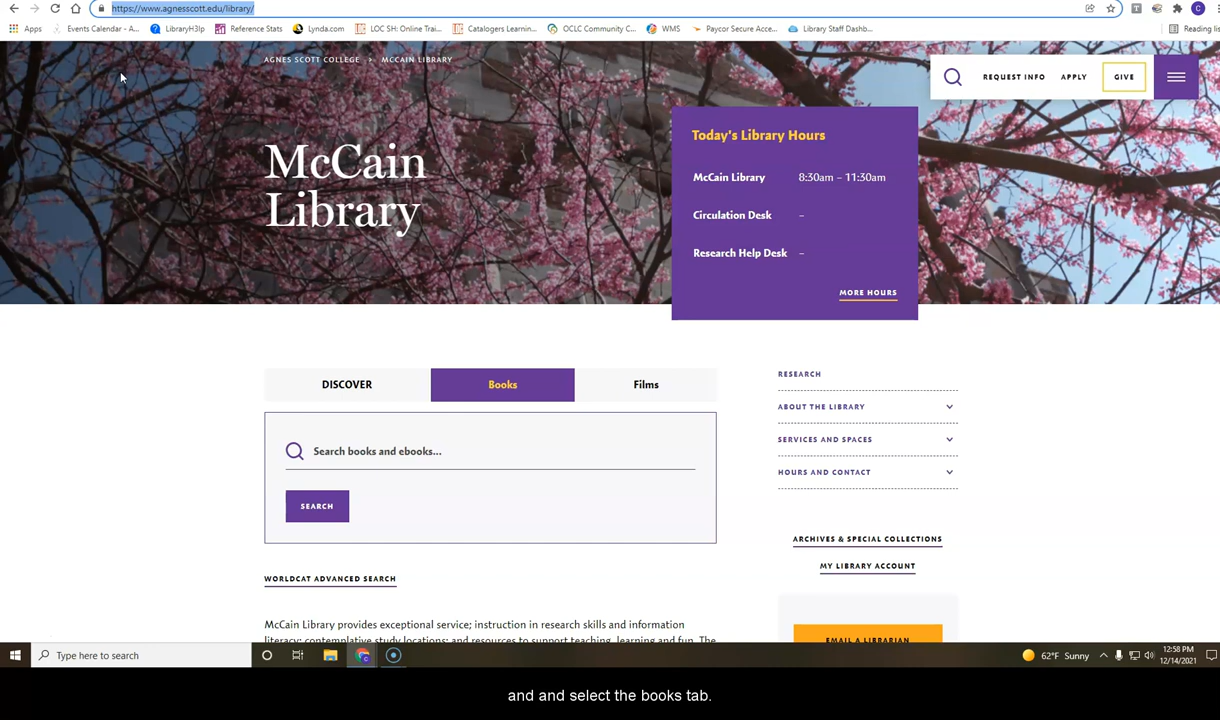 https://www.agnesscott.edu/library/
Apps Events Calendar – A... LibraryH3lp Reference Stats Lynda.com LOC SH: Online Trai... Catalogers Learnin... OCLC Community C... WMS Paycor Secure Acce... Library Staff Dashb... Reading lis
AGNES SCOTT COLLEGE > MCCAIN LIBRARY
REQUEST INFO APPLY GIVE
McCain
Library
Today's Library Hours
McCain Library 8:30am – 11:30am
Circulation Desk –
Research Help Desk –
MORE HOURS
DISCOVER Books Films
Search books and ebooks...
SEARCH
WORLDCAT ADVANCED SEARCH
McCain Library provides exceptional service; instruction in research skills and information
literacy; contemplative study locations; and resources to support teaching, learning and fun. The
RESEARCH
ABOUT THE LIBRARY
SERVICES AND SPACES
HOURS AND CONTACT
ARCHIVES & SPECIAL COLLECTIONS
MY LIBRARY ACCOUNT
EMAIL A LIBRARIAN
Type here to search
62°F Sunny
12:58 PM
12/14/2021
and and select the books tab.